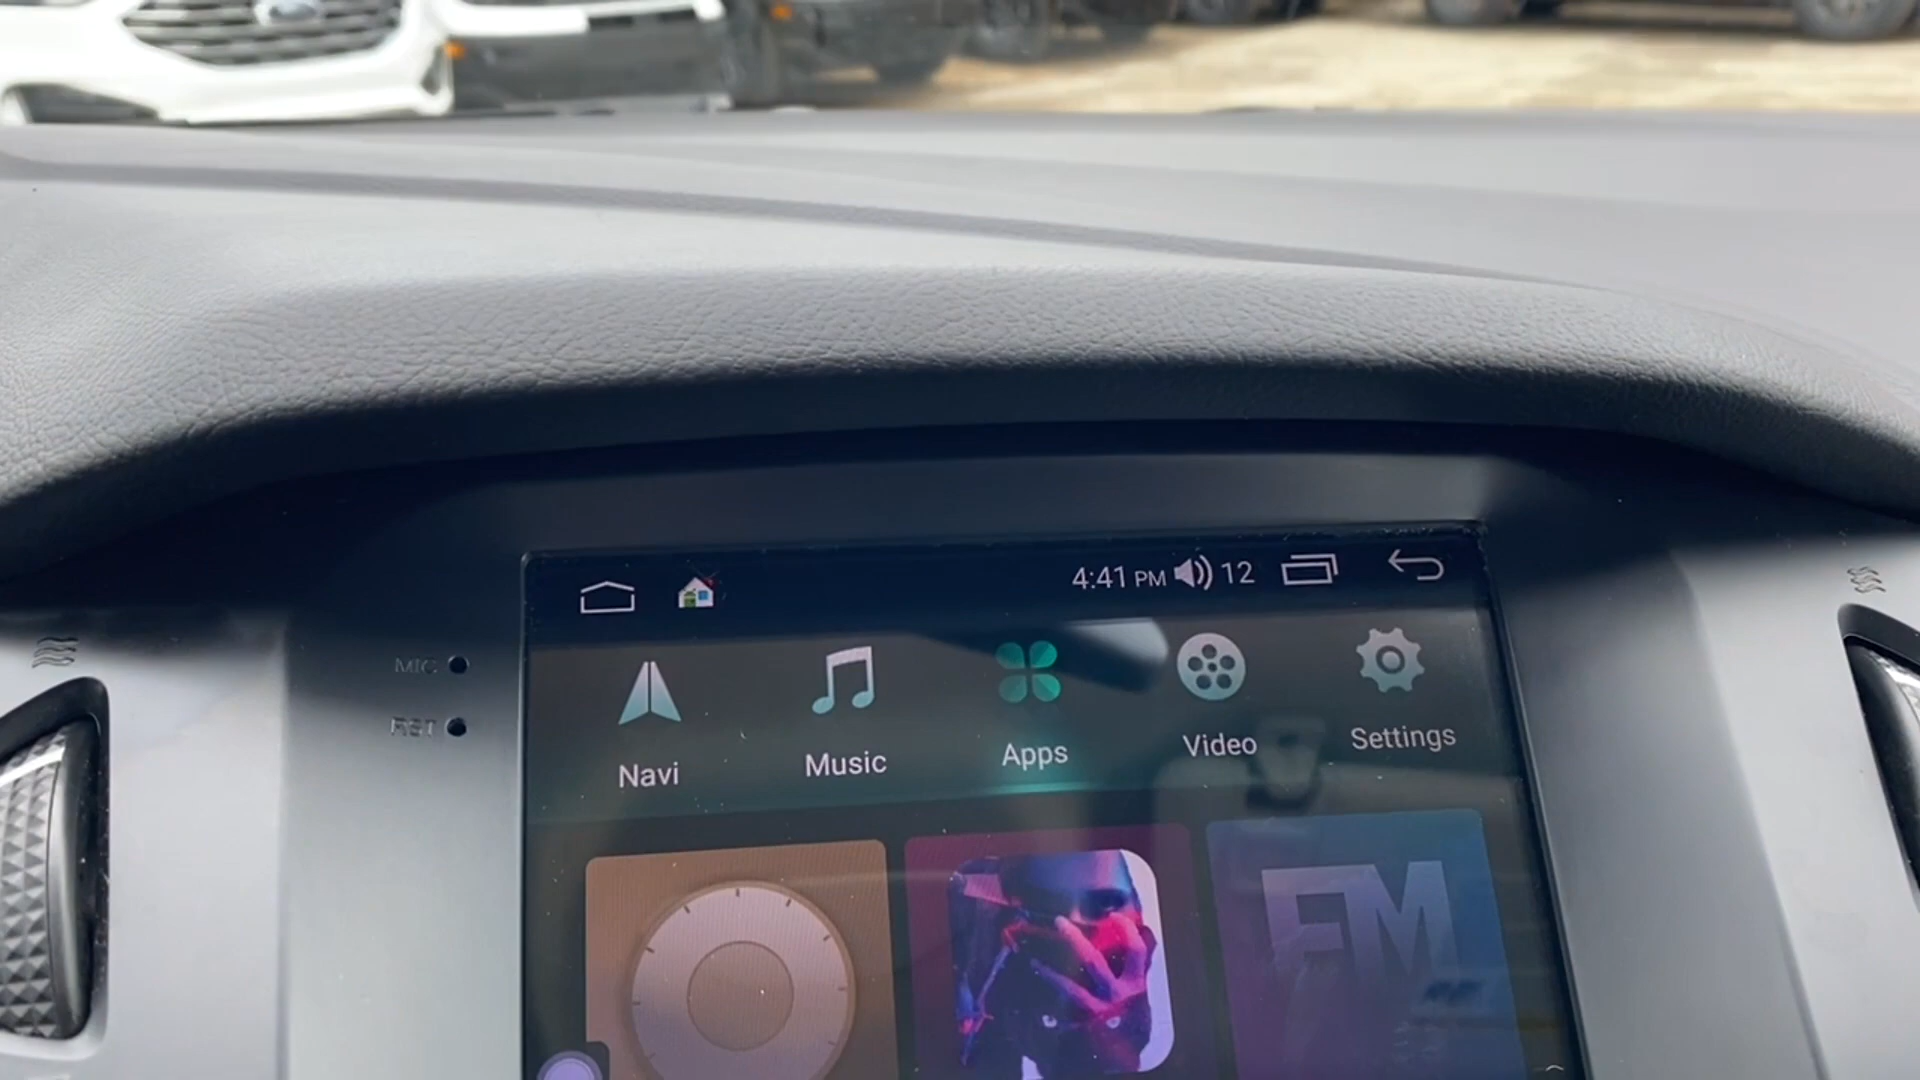 4:41 PM 12
MIC
RST
Navi
Music
Apps
Video
Settings
FM